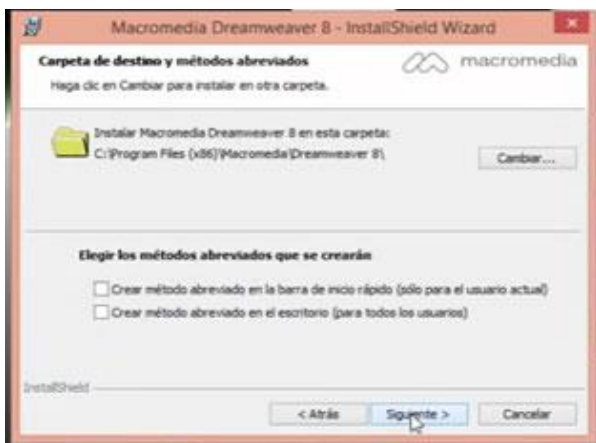 Macromedia Dreamweaver 8 - InstallShield Wizard
Carpeta de destino y métodos abreviados
macromedia
Haga clic en Cambiar para instalar en otra carpeta.
Instalar Macromedia Dreamweaver 8 en esta carpeta:
C:\Program Files (x86)\Macromedia\Dreamweaver 8\
Cambiar...
Elegir los métodos abreviados que se crearán
Crear método abreviado en la barra de inicio rápido (sólo para el usuario actual)
Crear método abreviado en el escritorio (para todos los usuarios)
InstallShield
< Atrás
Siguiente >
Cancelar